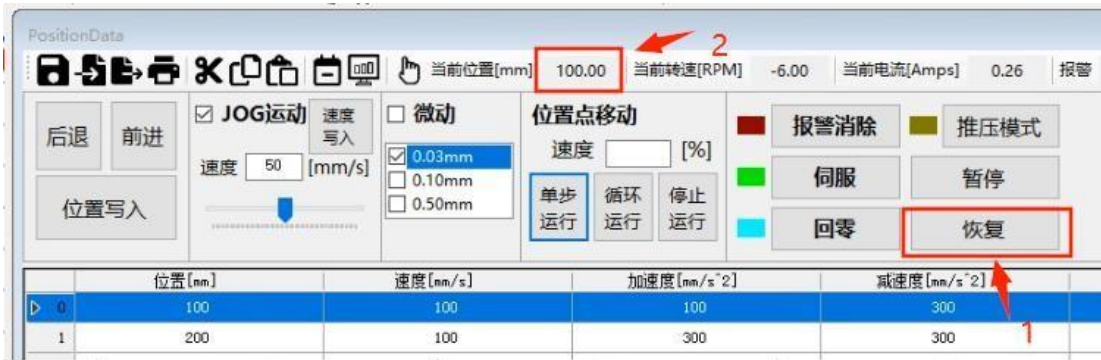 PositionData
2
当前位置[mm] 100.00 当前转速[RPM] -6.00 当前电流[Amps] 0.26 报警
后退 前进 JOG运动 速度写入 微动 位置点移动 报警消除 推压模式
速度 50 [mm/s] 0.03mm 速度 [%]
0.10mm 伺服 暂停
位置写入 0.50mm 单步运行 循环运行 停止运行 回零 恢复
位置[mm] 速度[mm/s] 加速度[mm/s^2] 减速度[mm/s^2]
0 100 100 100 300
1 200 100 300 300
1